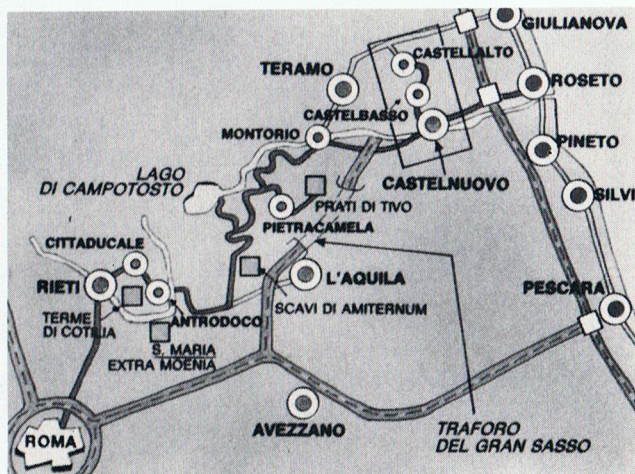 GIULIANOVA
CASTELLALTO
TERAMO
ROSETO
CASTELBASSO
MONTORIO
PINETO
LAGO
DI CAMPOTOSTO
CASTELNUOVO
SILVI
PRATI DI TIVO
PIETRACAMELA
CITTADUCALE
RIETI
L'AQUILA
PESCARA
SCAVI DI AMITERNUM
TERME
DI COTILIA
ANTRODOCO
S. MARIA
EXTRA MOENIA
AVEZZANO
TRAFORO
DEL GRAN SASSO
ROMA